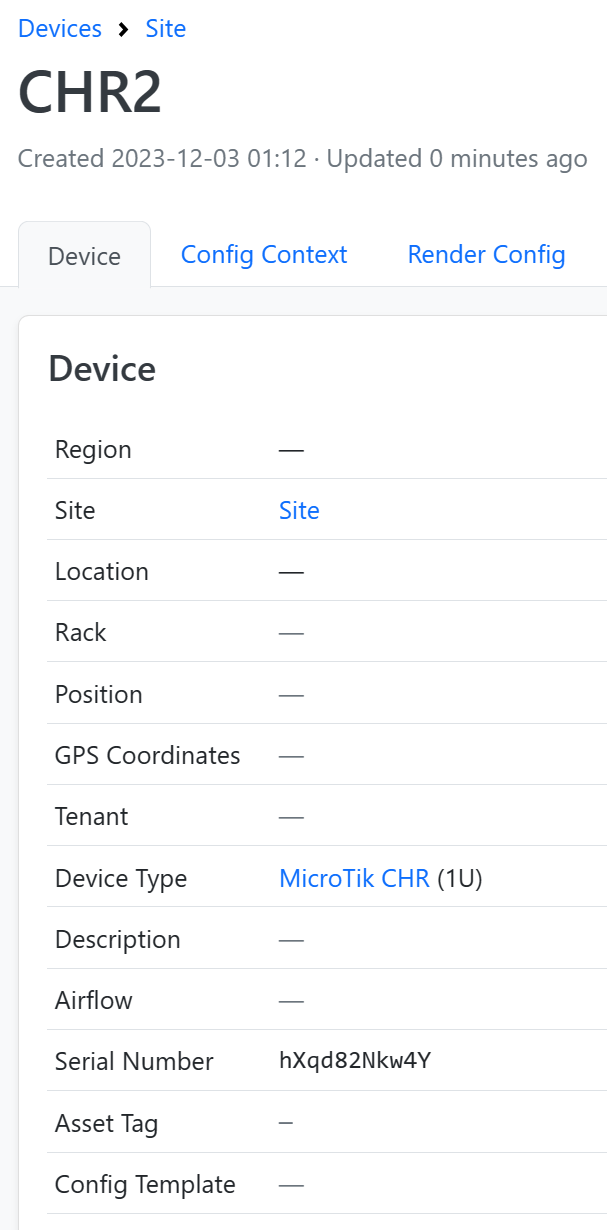 Devices > Site
CHR2
Created 2023-12-03 01:12 · Updated 0 minutes ago
Device Config Context Render Config
Device
Region —
Site Site
Location —
Rack —
Position —
GPS Coordinates —
Tenant —
Device Type MicroTik CHR (1U)
Description —
Airflow —
Serial Number hXqd82Nkw4Y
Asset Tag —
Config Template —